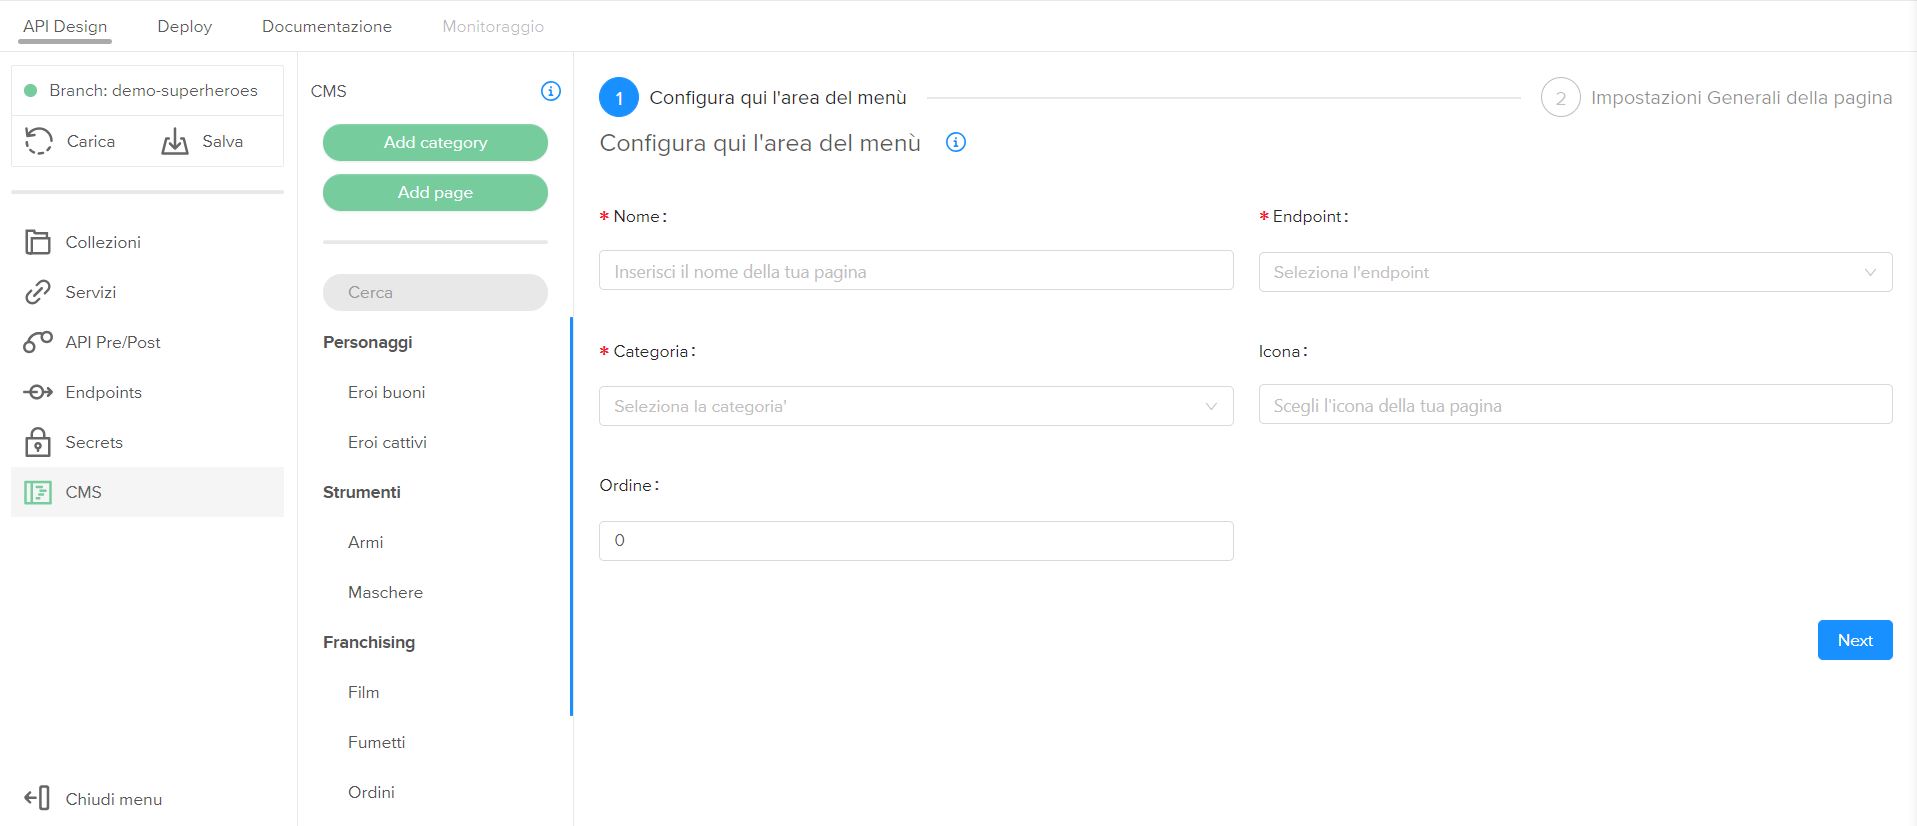 API Design
Deploy
Documentazione
Monitoraggio
Branch: demo-superheroes
Carica
Salva
Collezioni
Servizi
API Pre/Post
Endpoints
Secrets
CMS
Chiudi menu
CMS
Add category
Add page
Cerca
Personaggi
Eroi buoni
Eroi cattivi
Strumenti
Armi
Maschere
Franchising
Film
Fumetti
Ordini
1 Configura qui l'area del menù
2 Impostazioni Generali della pagina
Configura qui l'area del menù
* Nome:
Inserisci il nome della tua pagina
* Endpoint:
Seleziona l'endpoint
* Categoria:
Seleziona la categoria'
Icona:
Scegli l'icona della tua pagina
Ordine:
0
Next